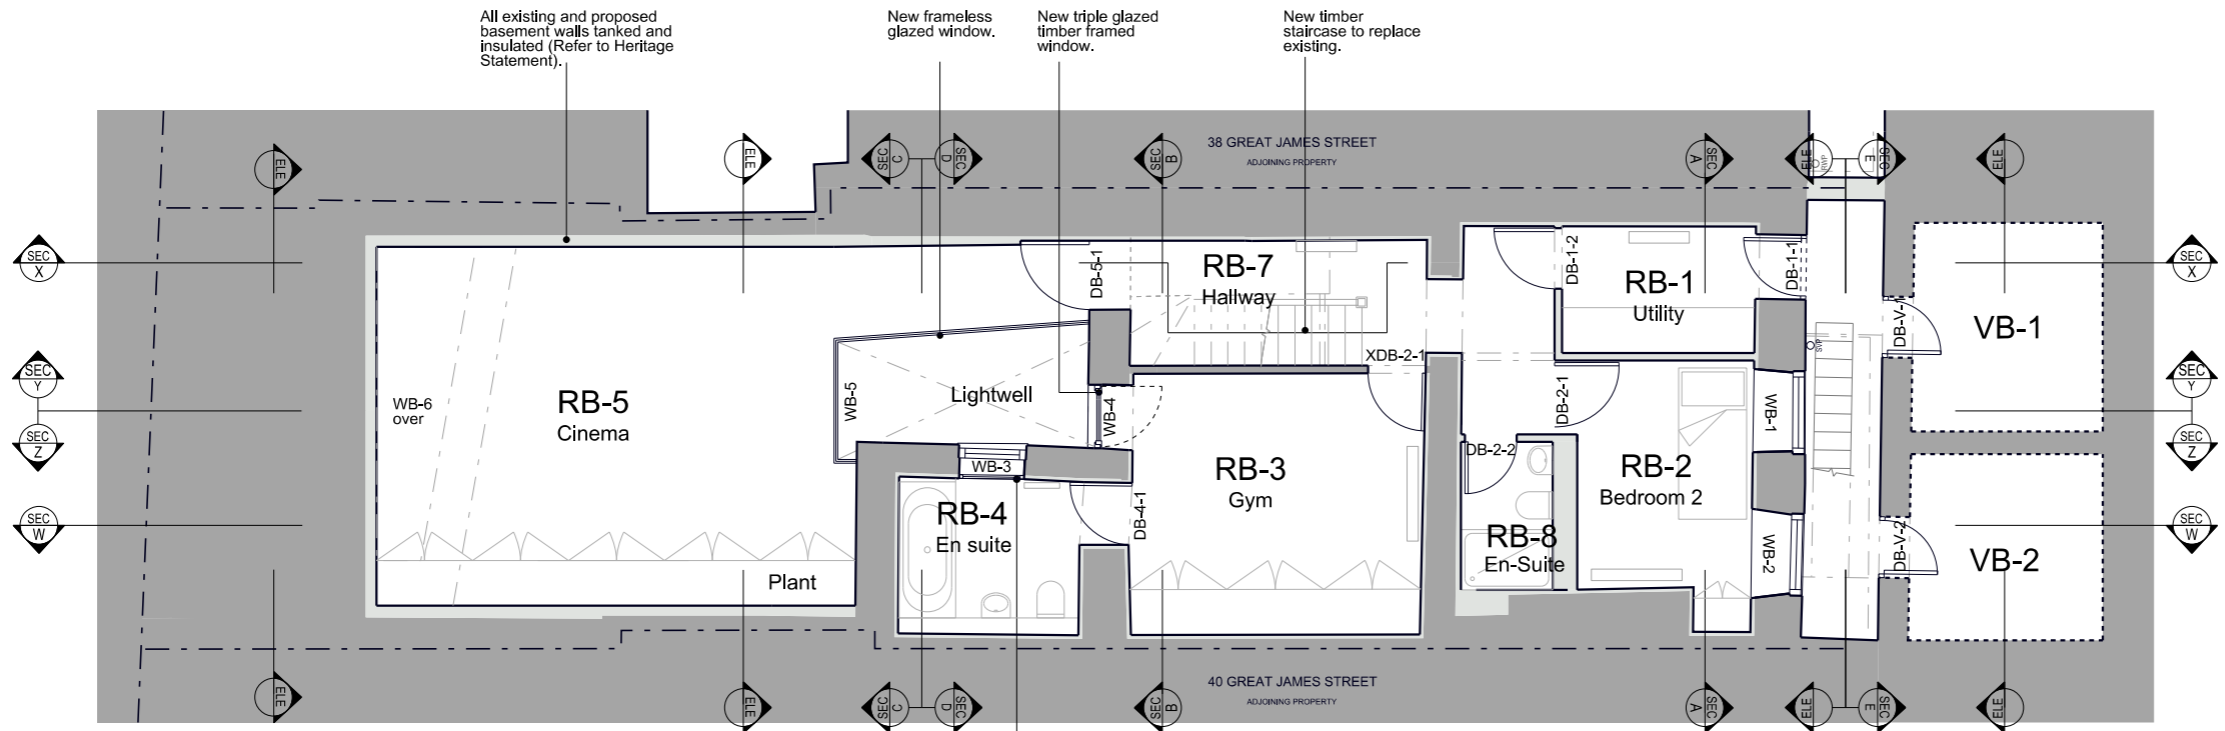 All existing and proposed
basement walls tanked and
insulated (Refer to Heritage
Statement).
New frameless
glazed window.
New triple glazed
timber framed
window.
New timber
staircase to replace
existing.
38 GREAT JAMES STREET
ADJOINING PROPERTY
ELE
ELE
SEC
C
SEC
D
SEC
B
SEC
A
ELE
SEC
E
ELE
RWP
SEC
X
SEC
X
DB-5-1
RB-7
Hallway
DB-1-2
RB-1
Utility
DB-1-1
DB-V-1
VB-1
SVP
SEC
Y
SEC
Z
SEC
Y
SEC
Z
WB-6
over
RB-5
Cinema
WB-5
Lightwell
WB-4
XDB-2-1
DB-2-1
WB-1
WB-3
RB-3
Gym
DB-2-2
RB-2
Bedroom 2
SEC
W
SEC
W
RB-4
En suite
DB-4-1
RB-8
En-Suite
WB-2
DB-V-2
VB-2
Plant
40 GREAT JAMES STREET
ADJOINING PROPERTY
ELE
ELE
SEC
C
SEC
D
SEC
B
SEC
A
ELE
SEC
E
ELE